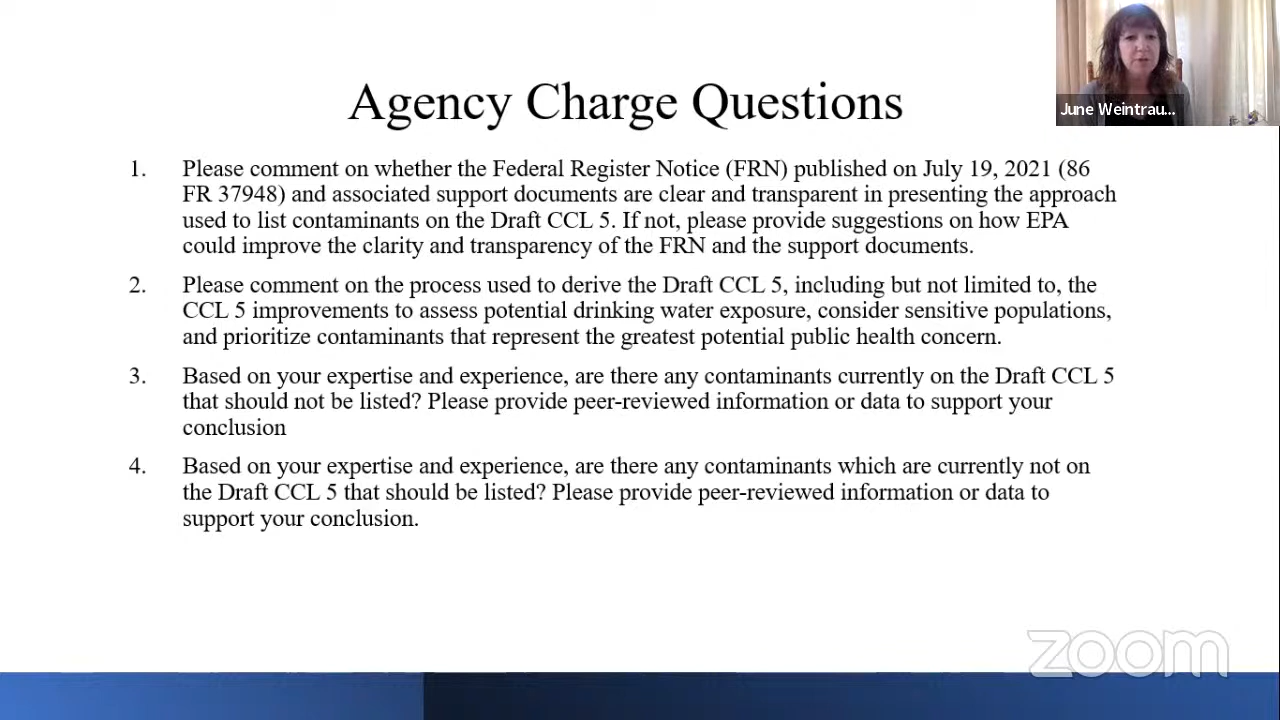 June Weintrau...
Agency Charge Questions
1. Please comment on whether the Federal Register Notice (FRN) published on July 19, 2021 (86
FR 37948) and associated support documents are clear and transparent in presenting the approach
used to list contaminants on the Draft CCL 5. If not, please provide suggestions on how EPA
could improve the clarity and transparency of the FRN and the support documents.
2. Please comment on the process used to derive the Draft CCL 5, including but not limited to, the
CCL 5 improvements to assess potential drinking water exposure, consider sensitive populations,
and prioritize contaminants that represent the greatest potential public health concern.
3. Based on your expertise and experience, are there any contaminants currently on the Draft CCL 5
that should not be listed? Please provide peer-reviewed information or data to support your
conclusion
4. Based on your expertise and experience, are there any contaminants which are currently not on
the Draft CCL 5 that should be listed? Please provide peer-reviewed information or data to
support your conclusion.
zoom